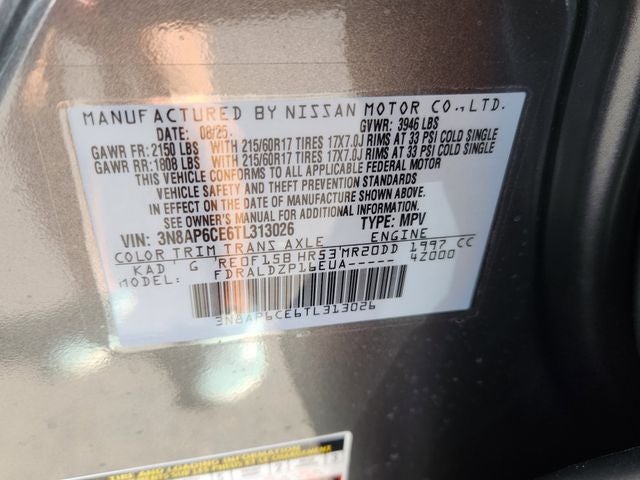 MANUFACTURED BY NISSAN MOTOR CO., LTD.
DATE: 08/25. GVWR: 3946 LBS
GAWR FR: 2150 LBS WITH 215/60R17 TIRES 17X7.0J RIMS AT 33 PSI COLD SINGLE
GAWR RR: 1808 LBS WITH 215/60R17 TIRES 17X7.0J RIMS AT 33 PSI COLD SINGLE
THIS VEHICLE CONFORMS TO ALL APPLICABLE FEDERAL MOTOR
VEHICLE SAFETY AND THEFT PREVENTION STANDARDS
IN EFFECT ON THE DATE OF MANUFACTURE SHOWN ABOVE.
SEE OWNER'S MANUAL FOR ADDITIONAL INFORMATION.
VIN: 3N8AP6CE6TL313026 TYPE: MPV
COLOR TRIM TRANS AXLE ENGINE
KAD G RE0F15B HR53 MR20DD 1997 CC
MODEL: FDRALDZP16EUA----- 4Z000
3N8AP6CE6TL313026
TIRE AND LOADING INFORMATION